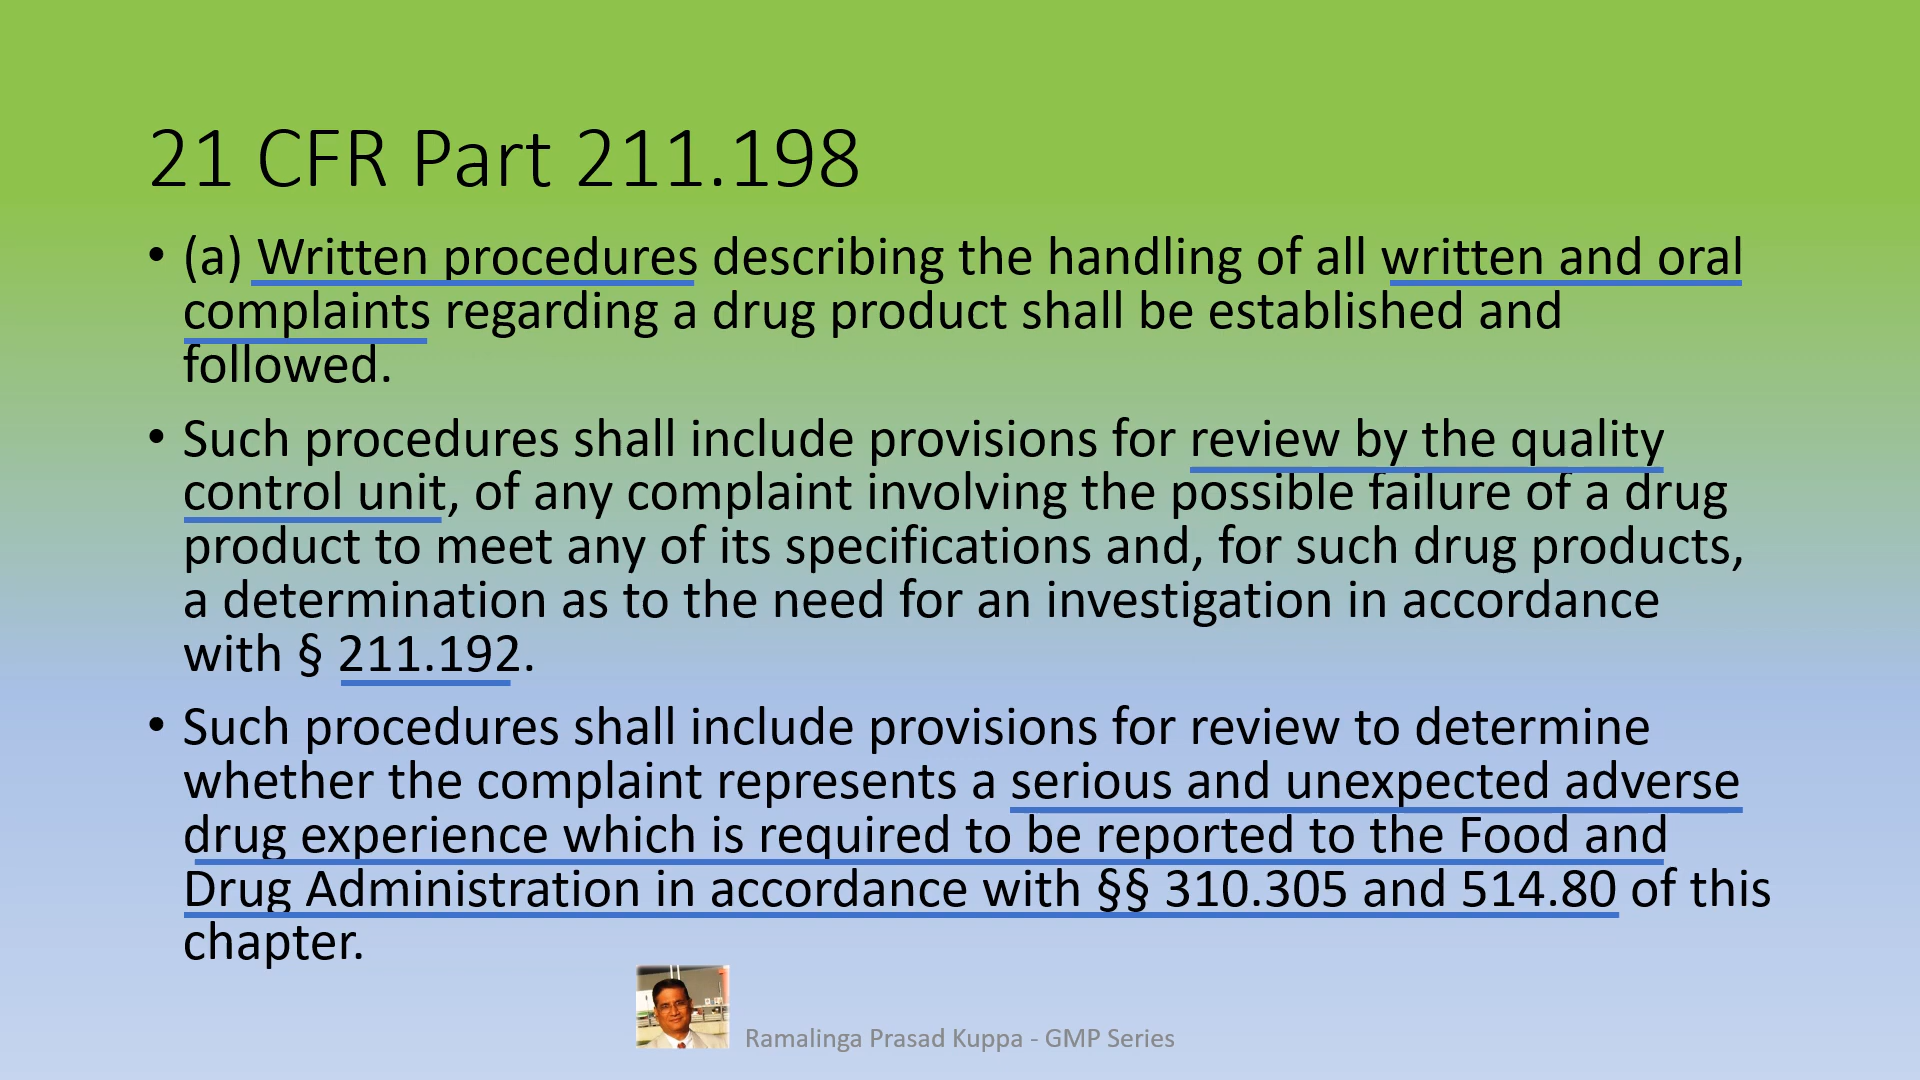 21 CFR Part 211.198
• (a) Written procedures describing the handling of all written and oral
complaints regarding a drug product shall be established and
followed.
• Such procedures shall include provisions for review by the quality
control unit, of any complaint involving the possible failure of a drug
product to meet any of its specifications and, for such drug products,
a determination as to the need for an investigation in accordance
with § 211.192.
• Such procedures shall include provisions for review to determine
whether the complaint represents a serious and unexpected adverse
drug experience which is required to be reported to the Food and
Drug Administration in accordance with §§ 310.305 and 514.80 of this
chapter.
Ramalinga Prasad Kuppa - GMP Series